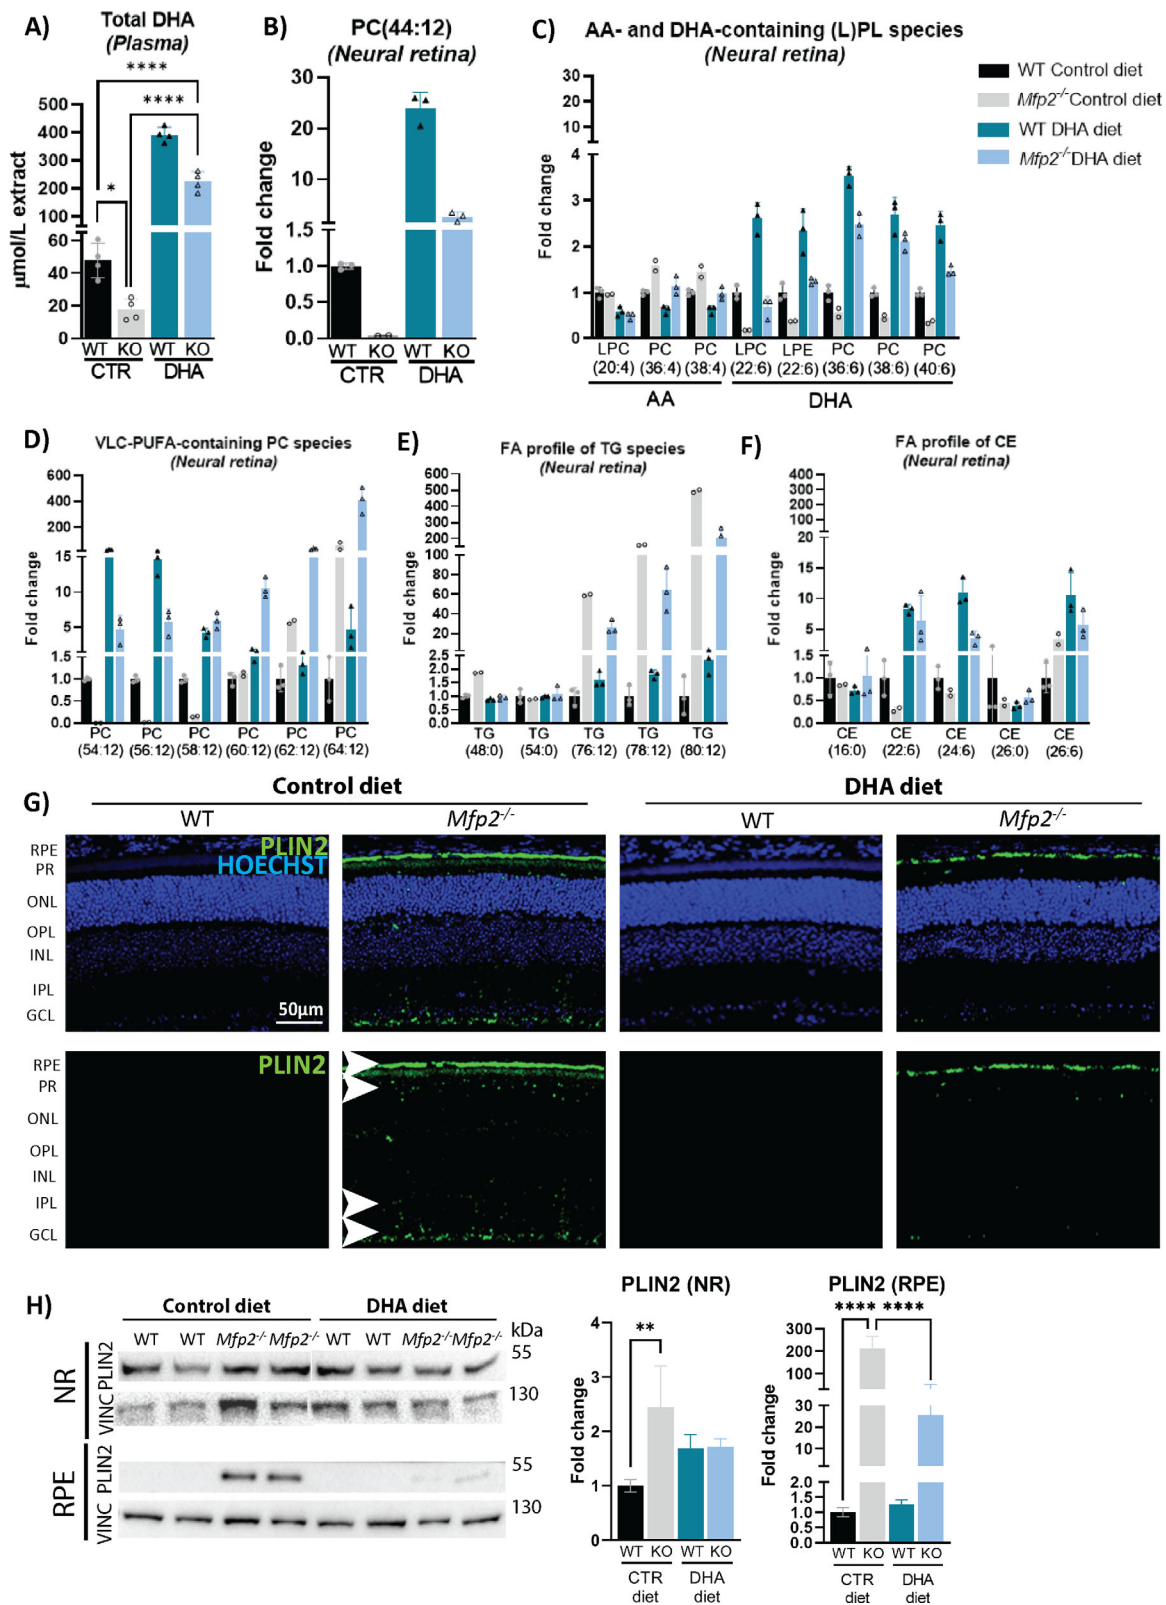 A)
Total DHA
(Plasma)
****
****
*
μmol/L extract
500
400
300
200
100
60
40
20
0
WT KO WT KO
CTR DHA
B)
PC(44:12)
(Neural retina)
Fold change
30
20
10
1.5
1.0
0.5
0.0
WT KO WT KO
CTR DHA
C)
AA- and DHA-containing (L)PL species
(Neural retina)
Fold change
30
20
10
4
3
2
1
0
LPC PC PC LPC LPE PC PC PC
(20:4) (36:4) (38:4) (22:6) (22:6) (36:6) (38:6) (40:6)
AA DHA
WT Control diet
Mfp2-/-Control diet
WT DHA diet
Mfp2-/-DHA diet
D)
VLC-PUFA-containing PC species
(Neural retina)
Fold change
600
400
200
15
10
5
1.5
1.0
0.5
0.0
PC PC PC PC PC PC
(54:12) (56:12) (58:12) (60:12) (62:12) (64:12)
E)
FA profile of TG species
(Neural retina)
Fold change
600
500
400
300
200
100
80
60
40
20
2.5
2.0
1.5
1.0
0.5
0.0
TG TG TG TG TG
(48:0) (54:0) (76:12) (78:12) (80:12)
F)
FA profile of CE
(Neural retina)
Fold change
400
300
200
100
20
15
10
5
1.5
1.0
0.5
0.0
CE CE CE CE CE
(16:0) (22:6) (24:6) (26:0) (26:6)
G)
Control diet DHA diet
WT Mfp2-/- WT Mfp2-/-
PLIN2
HOECHST
RPE
PR
ONL
OPL
INL
IPL
GCL
50μm
PLIN2
RPE
PR
ONL
OPL
INL
IPL
GCL
H)
Control diet DHA diet
WT WT Mfp2-/- Mfp2-/- WT WT Mfp2-/- Mfp2-/-
kDa
NR
PLIN2
55
VINC
130
RPE
PLIN2
55
VINC
130
PLIN2 (NR)
**
Fold change
4
2
1
0
WT KO WT KO
CTR DHA
diet diet
PLIN2 (RPE)
**** ****
Fold change
300
250
200
150
100
50
30
20
10
2.0
1.5
1.0
0.5
0.0
WT KO WT KO
CTR DHA
diet diet